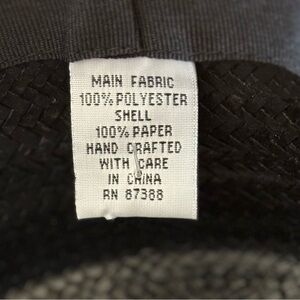 MAIN FABRIC
100% POLYESTER
SHELL
100% PAPER
HAND CRAFTED
WITH CARE
IN CHINA
RN 87388